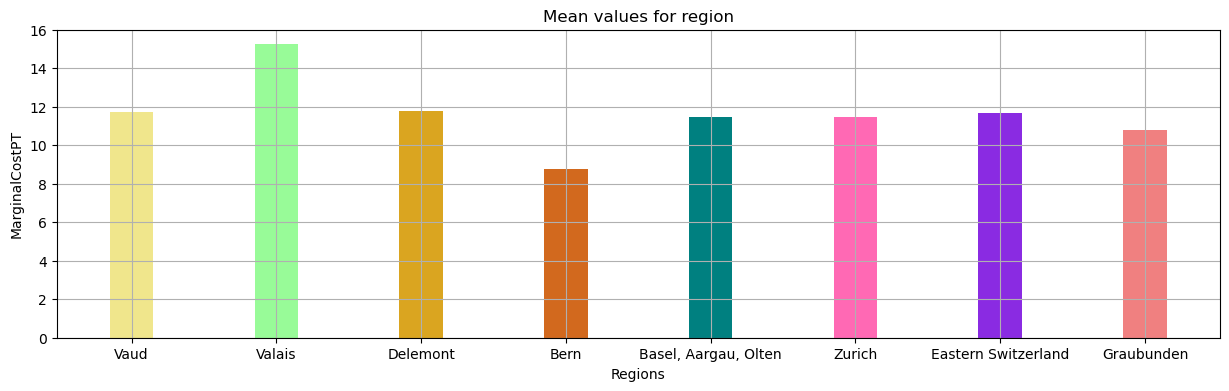 Mean values for region
MarginalCostPT
16
14
12
10
8
6
4
2
0
Vaud
Valais
Delemont
Bern
Basel, Aargau, Olten
Zurich
Eastern Switzerland
Graubunden
Regions